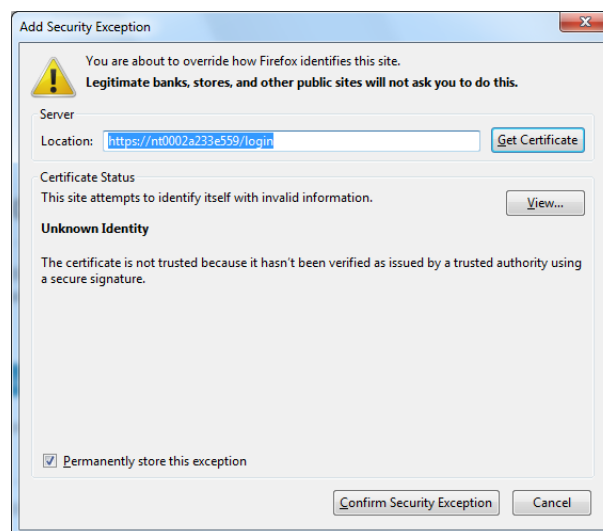 Add Security Exception
You are about to override how Firefox identifies this site.
Legitimate banks, stores, and other public sites will not ask you to do this.
Server
Location: https://nt0002a233e559/login Get Certificate
Certificate Status
This site attempts to identify itself with invalid information.
View...
Unknown Identity
The certificate is not trusted because it hasn't been verified as issued by a trusted authority using
a secure signature.
Permanently store this exception
Confirm Security Exception Cancel